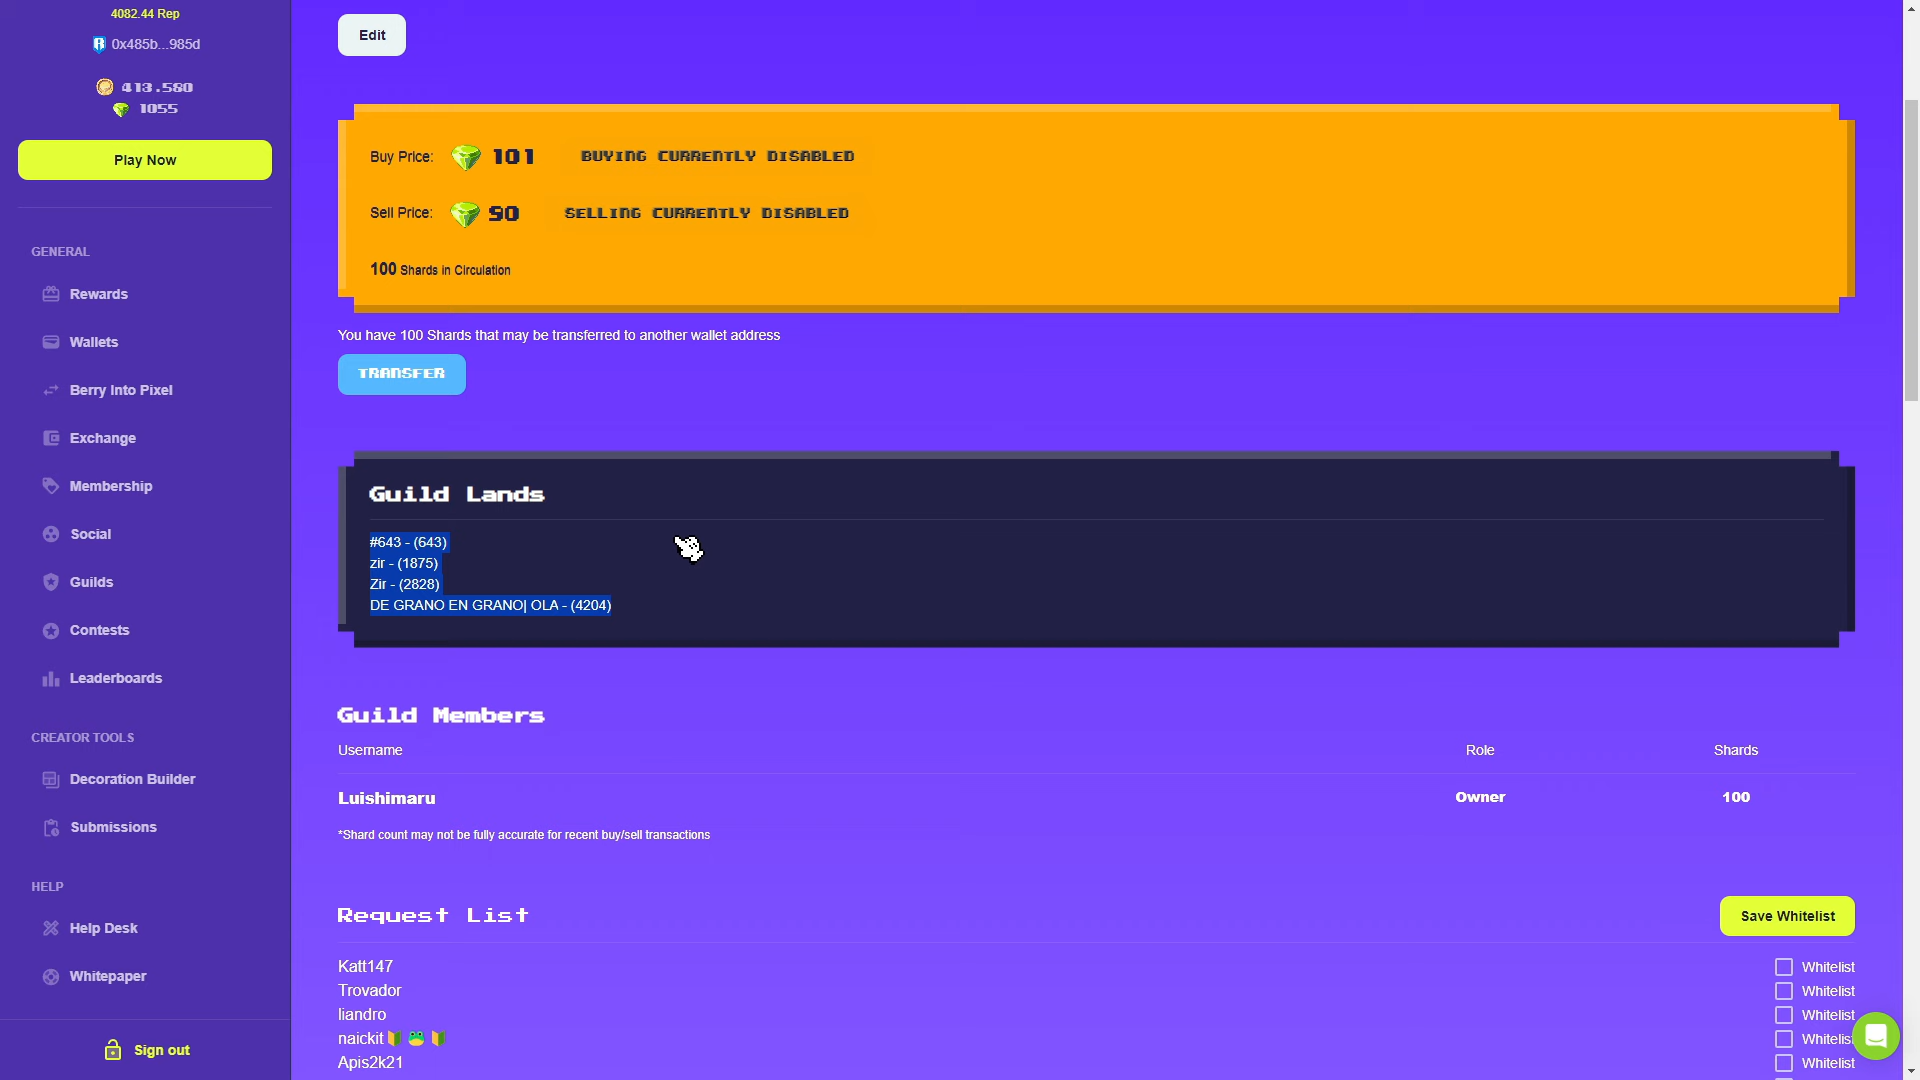 4082.44 Rep
0x485b...985d
413.580
1055
Play Now
GENERAL
Rewards
Wallets
Berry Into Pixel
Exchange
Membership
Social
Guilds
Contests
Leaderboards
CREATOR TOOLS
Decoration Builder
Submissions
HELP
Help Desk
Whitepaper
Sign out
Edit
Buy Price: 101 BUYING CURRENTLY DISABLED
Sell Price: 90 SELLING CURRENTLY DISABLED
100 Shards in Circulation
You have 100 Shards that may be transferred to another wallet address
TRANSFER
Guild Lands
#643 - (643)
zir - (1875)
Zir - (2828)
DE GRANO EN GRANO| OLA - (4204)
Guild Members
Username Role Shards
Luishimaru Owner 100
*Shard count may not be fully accurate for recent buy/sell transactions
Request List Save Whitelist
Katt147 Whitelist
Trovador Whitelist
liandro Whitelist
naickit🔰 🐸 🔰 Whitelist
Apis2k21 Whitelist